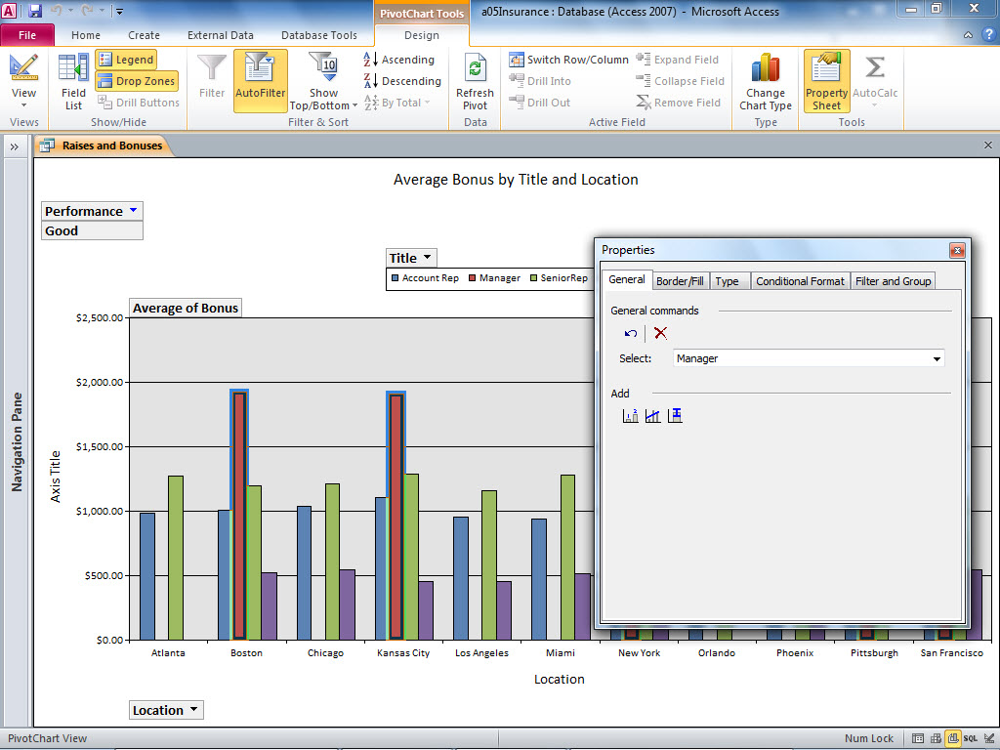 PivotChart Tools
a05Insurance : Database (Access 2007) - Microsoft Access
File Home Create External Data Database Tools Design
View
Views
Field List
Legend
Drop Zones
Drill Buttons
Show/Hide
Filter
AutoFilter
Show Top/Bottom
Ascending
Descending
By Total
Filter & Sort
Refresh Pivot
Data
Switch Row/Column
Drill Into
Drill Out
Expand Field
Collapse Field
Remove Field
Active Field
Change Chart Type
Type
Property Sheet
AutoCalc
Tools
Raises and Bonuses
Navigation Pane
Average Bonus by Title and Location
Performance
Good
Title
Account Rep Manager SeniorRep
Average of Bonus
$2,500.00
$2,000.00
$1,500.00
$1,000.00
$500.00
$0.00
Axis Title
Atlanta Boston Chicago Kansas City Los Angeles Miami New York Orlando Phoenix Pittsburgh San Francisco
Location
Location
Properties
General Border/Fill Type Conditional Format Filter and Group
General commands
Select: Manager
Add
PivotChart View
Num Lock
SQL